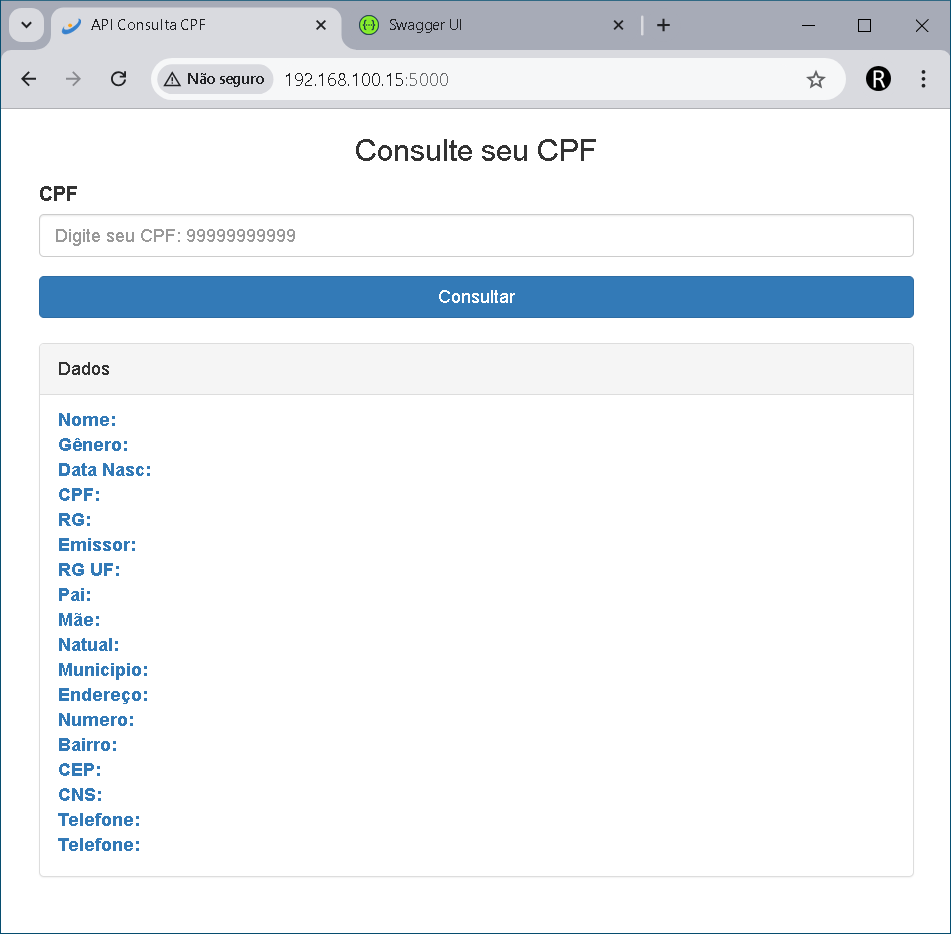 API Consulta CPF
Swagger UI
Não seguro
192.168.100.15:5000
R
Consulte seu CPF
CPF
Digite seu CPF: 99999999999
Consultar
Dados
Nome:
Gênero:
Data Nasc:
CPF:
RG:
Emissor:
RG UF:
Pai:
Mãe:
Natual:
Municipio:
Endereço:
Numero:
Bairro:
CEP:
CNS:
Telefone:
Telefone: